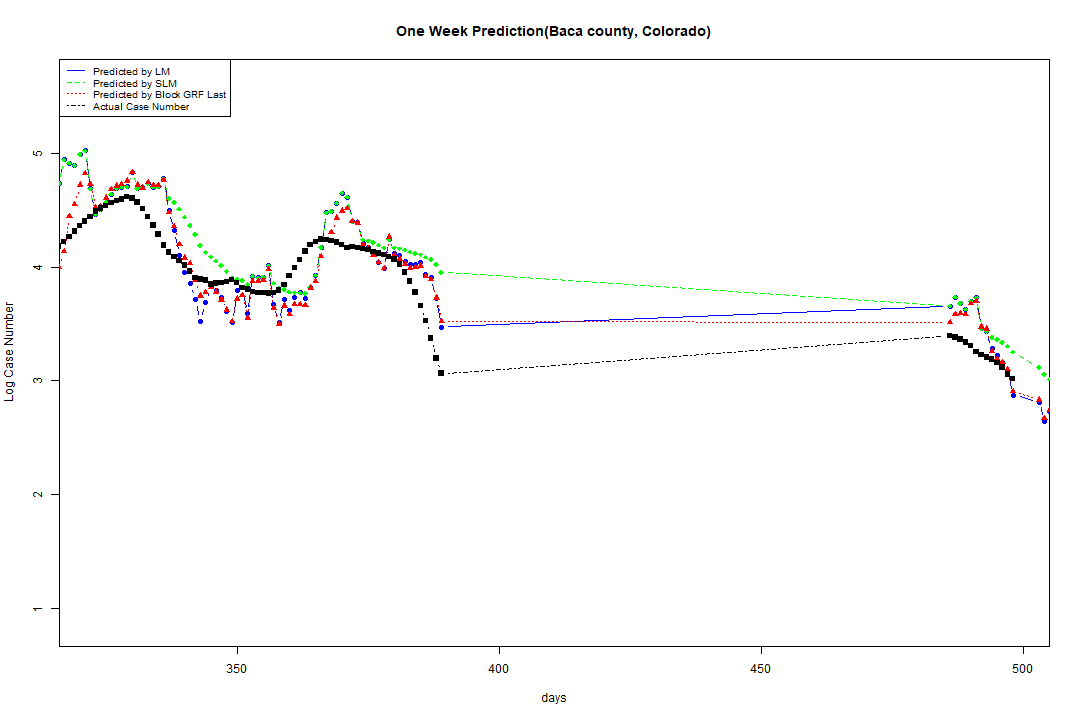 One Week Prediction(Baca county, Colorado)
Predicted by LM
Predicted by SLM
Predicted by Block GRF Last
Actual Case Number
5
4
3
2
1
Log Case Number
350 400 450 500
days